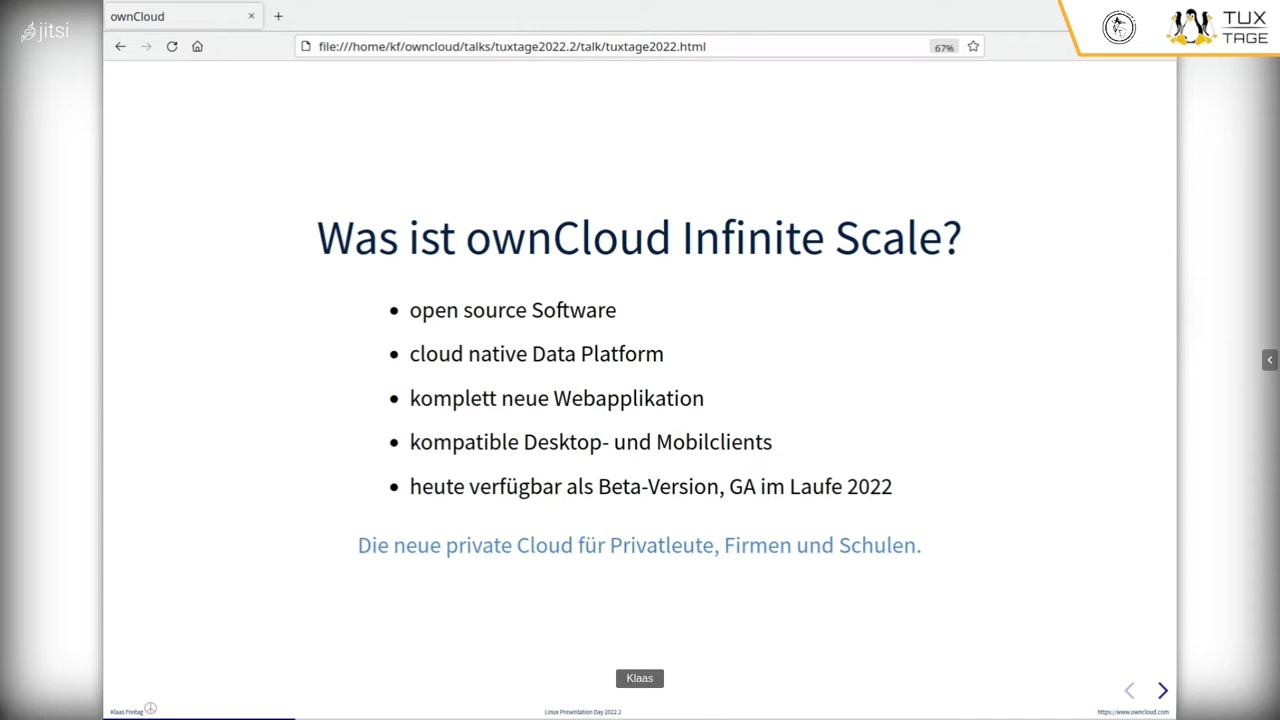 jitsi
ownCloud
TUX
TAGE
file:///home/kf/owncloud/talks/tuxtage2022.2/talk/tuxtage2022.html
67%
Was ist ownCloud Infinite Scale?
open source Software
cloud native Data Platform
komplett neue Webapplikation
kompatible Desktop- und Mobilclients
heute verfügbar als Beta-Version, GA im Laufe 2022
Die neue private Cloud für Privatleute, Firmen und Schulen.
Klaas
Klaas Freitag
Linux Presentation Day 2022.2
https://www.owncloud.com